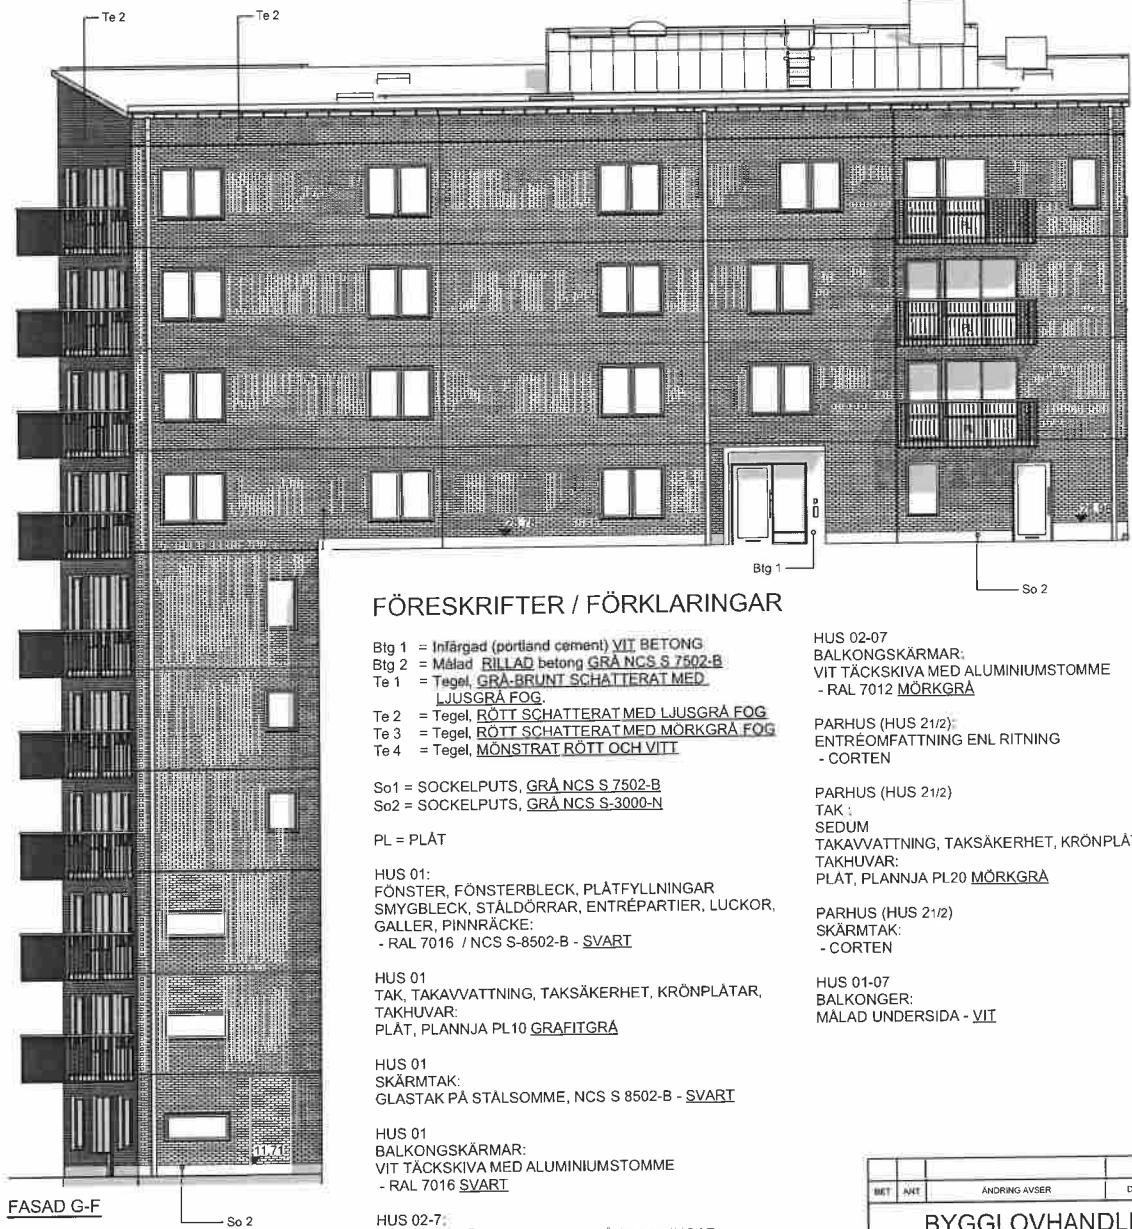 Te 2
Te 2
Btg 1
So 2
FÖRESKRIFTER / FÖRKLARINGAR
Btg 1 = Infärgad (portland cement) VIT BETONG
Btg 2 = Målad RILLAD betong GRÅ NCS S 7502-B
Te 1 = Tegel, GRÅ-BRUNT SCHATTERAT MED
LJUSGRÅ FOG.
Te 2 = Tegel, RÖTT SCHATTERAT MED LJUSGRÅ FOG
Te 3 = Tegel, RÖTT SCHATTERAT MED MÖRKGRÅ FOG
Te 4 = Tegel, MÖNSTRAT RÖTT OCH VITT
So1 = SOCKELPUTS, GRÅ NCS S 7502-B
So2 = SOCKELPUTS, GRÅ NCS S-3000-N
PL = PLÅT
HUS 01:
FÖNSTER, FÖNSTERBLECK, PLÅTFYLLNINGAR
SMYGBLECK, STÅLDÖRRAR, ENTRÉPARTIER, LUCKOR,
GALLER, PINNRÄCKE:
- RAL 7016 / NCS S-8502-B - SVART
HUS 01
TAK, TAKAVVATTNING, TAKSÄKERHET, KRÖNPLÅTAR,
TAKHUVAR:
PLÅT, PLANNJA PL10 GRAFITGRÅ
HUS 01
SKÄRMTAK:
GLASTAK PÅ STÅLSOMME, NCS S 8502-B - SVART
HUS 01
BALKONGSKÄRMAR:
VIT TÄCKSKIVA MED ALUMINIUMSTOMME
- RAL 7016 SVART
HUS 02-7:
HUS 02-07
BALKONGSKÄRMAR:
VIT TÄCKSKIVA MED ALUMINIUMSTOMME
- RAL 7012 MÖRKGRÅ
PARHUS (HUS 21/2):
ENTRÉOMFATTNING ENL RITNING
- CORTEN
PARHUS (HUS 21/2)
TAK :
SEDUM
TAKAVVATTNING, TAKSÄKERHET, KRÖNPLÅT
TAKHUVAR:
PLÅT, PLANNJA PL20 MÖRKGRÅ
PARHUS (HUS 21/2)
SKÄRMTAK:
- CORTEN
HUS 01-07
BALKONGER:
MÅLAD UNDERSIDA - VIT
11.71
FASAD G-F
So 2
BET ANT ÄNDRING AVSER D
BYGGLOVHANDLI